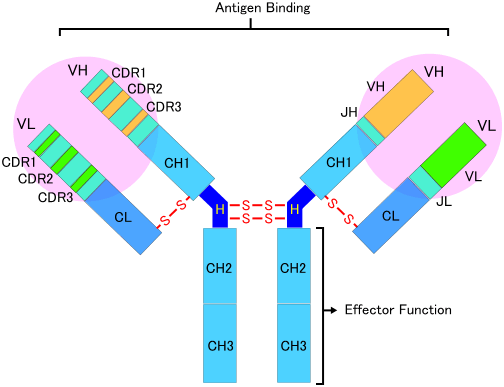 Antigen Binding
VH
CDR1
CDR2
CDR3
VL
CDR1
CDR2
CDR3
CH1
CL
S
S
VH
VH
JH
VL
VL
JL
CH1
CL
S
S
H
S
S
S
S
H
CH2
CH2
CH3
CH3
Effector Function